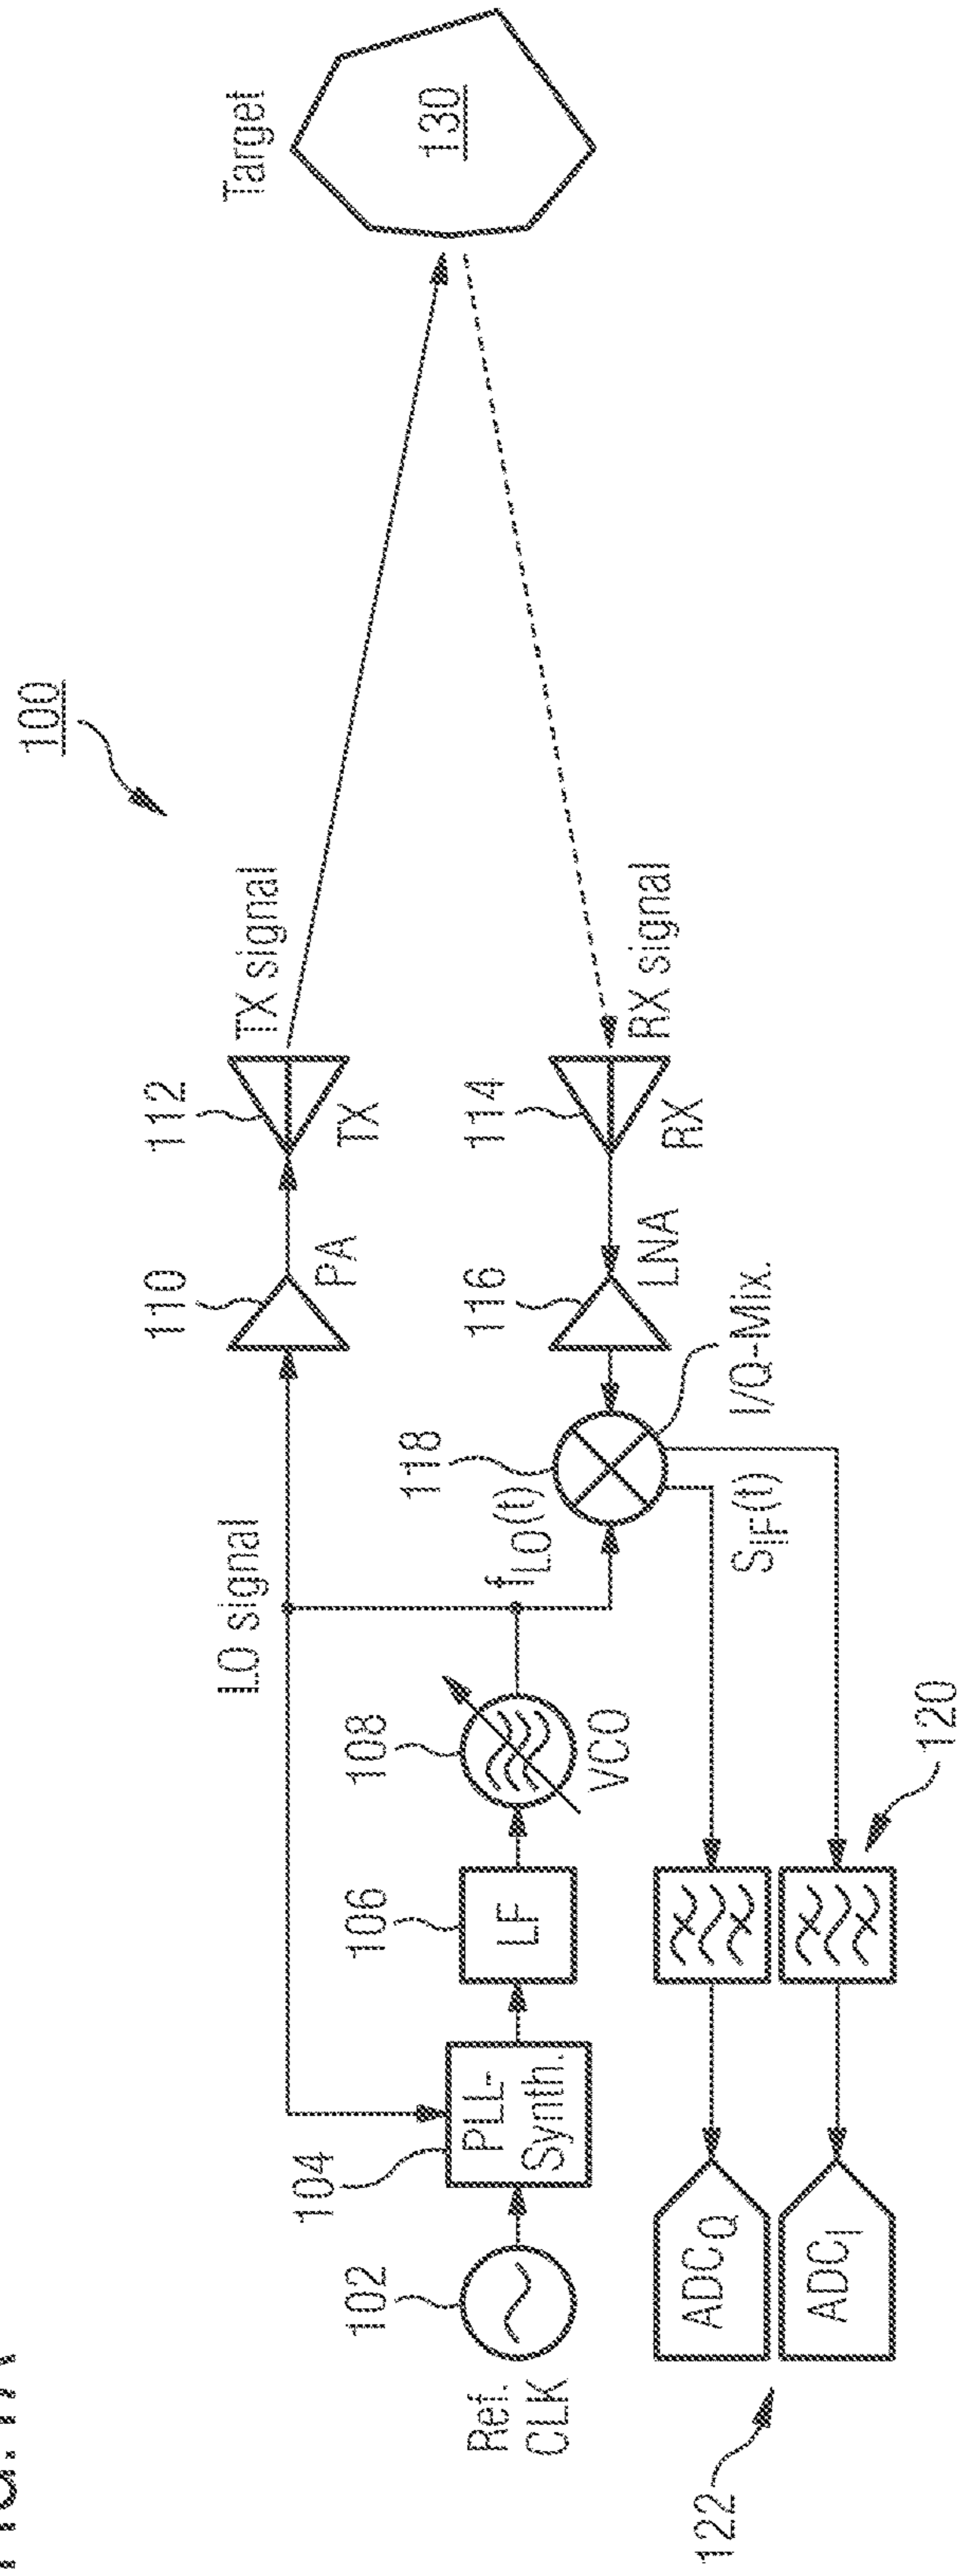 100
Target
130
LO signal
110
PA
112
TX
TX signal
102
Ref.
CLK
104
PLL-
Synth.
106
LF
108
VCO
fLO(t)
118
I/Q-Mix.
116
LNA
114
RX
RX signal
SIF(t)
120
ADCQ
ADCI
122